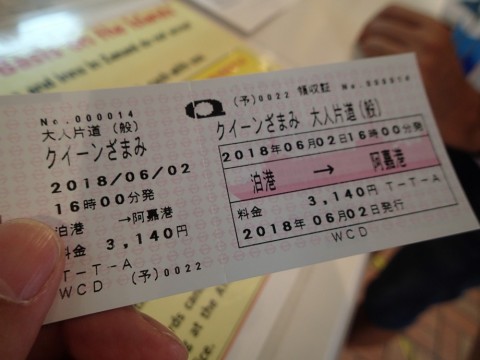 No.000014
大人片道（般）
クイーンざまみ
2018/06/02
16時00分発
泊港 →阿嘉港
料金 3,140円
T-T-A
WCD (予)0022
(予)0022 領収証 No.000014
クイーンざまみ 大人片道（般）
2018年06月02日16時00分発
泊港 → 阿嘉港
料金 3,140円 T-T-A
2018年06月02日発行
WCD